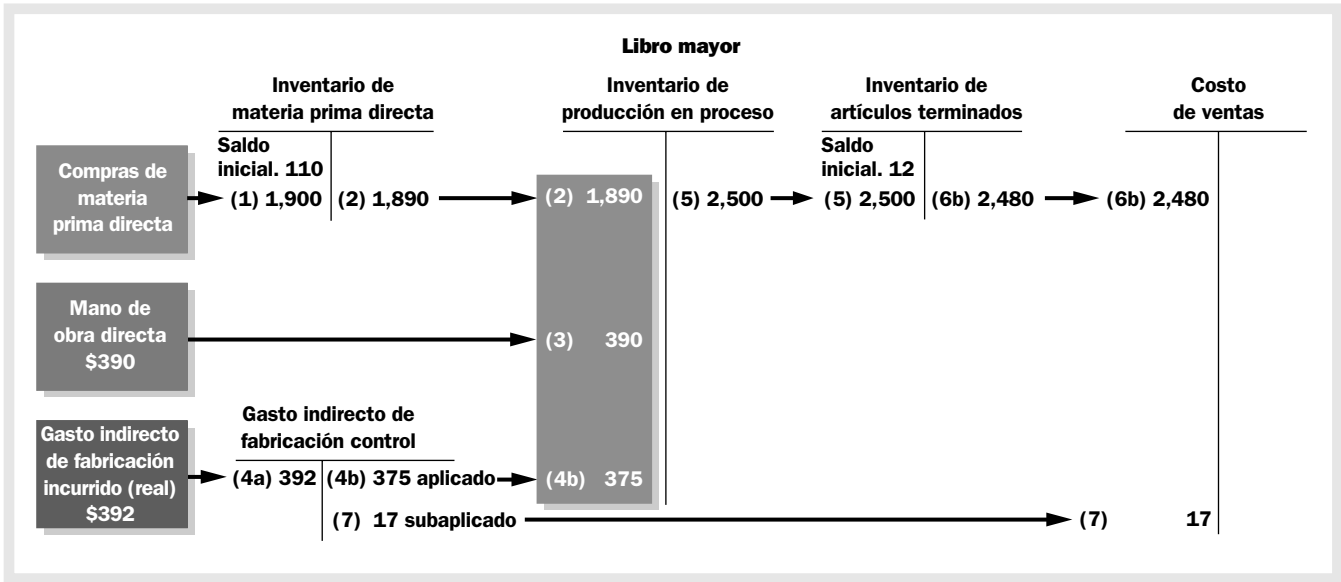 Libro mayor
Inventario de
materia prima directa
Inventario de
producción en proceso
Inventario de
artículos terminados
Costo
de ventas
Compras de
materia
prima directa
Saldo
inicial. 110
(1) 1,900
(2) 1,890
(2) 1,890
(5) 2,500
Saldo
inicial. 12
(5) 2,500
(6b) 2,480
(6b) 2,480
Mano de
obra directa
$390
(3) 390
Gasto indirecto
de fabricación
incurrido (real)
$392
Gasto indirecto de
fabricación control
(4a) 392
(4b) 375 aplicado
(4b) 375
(7) 17 subaplicado
(7) 17